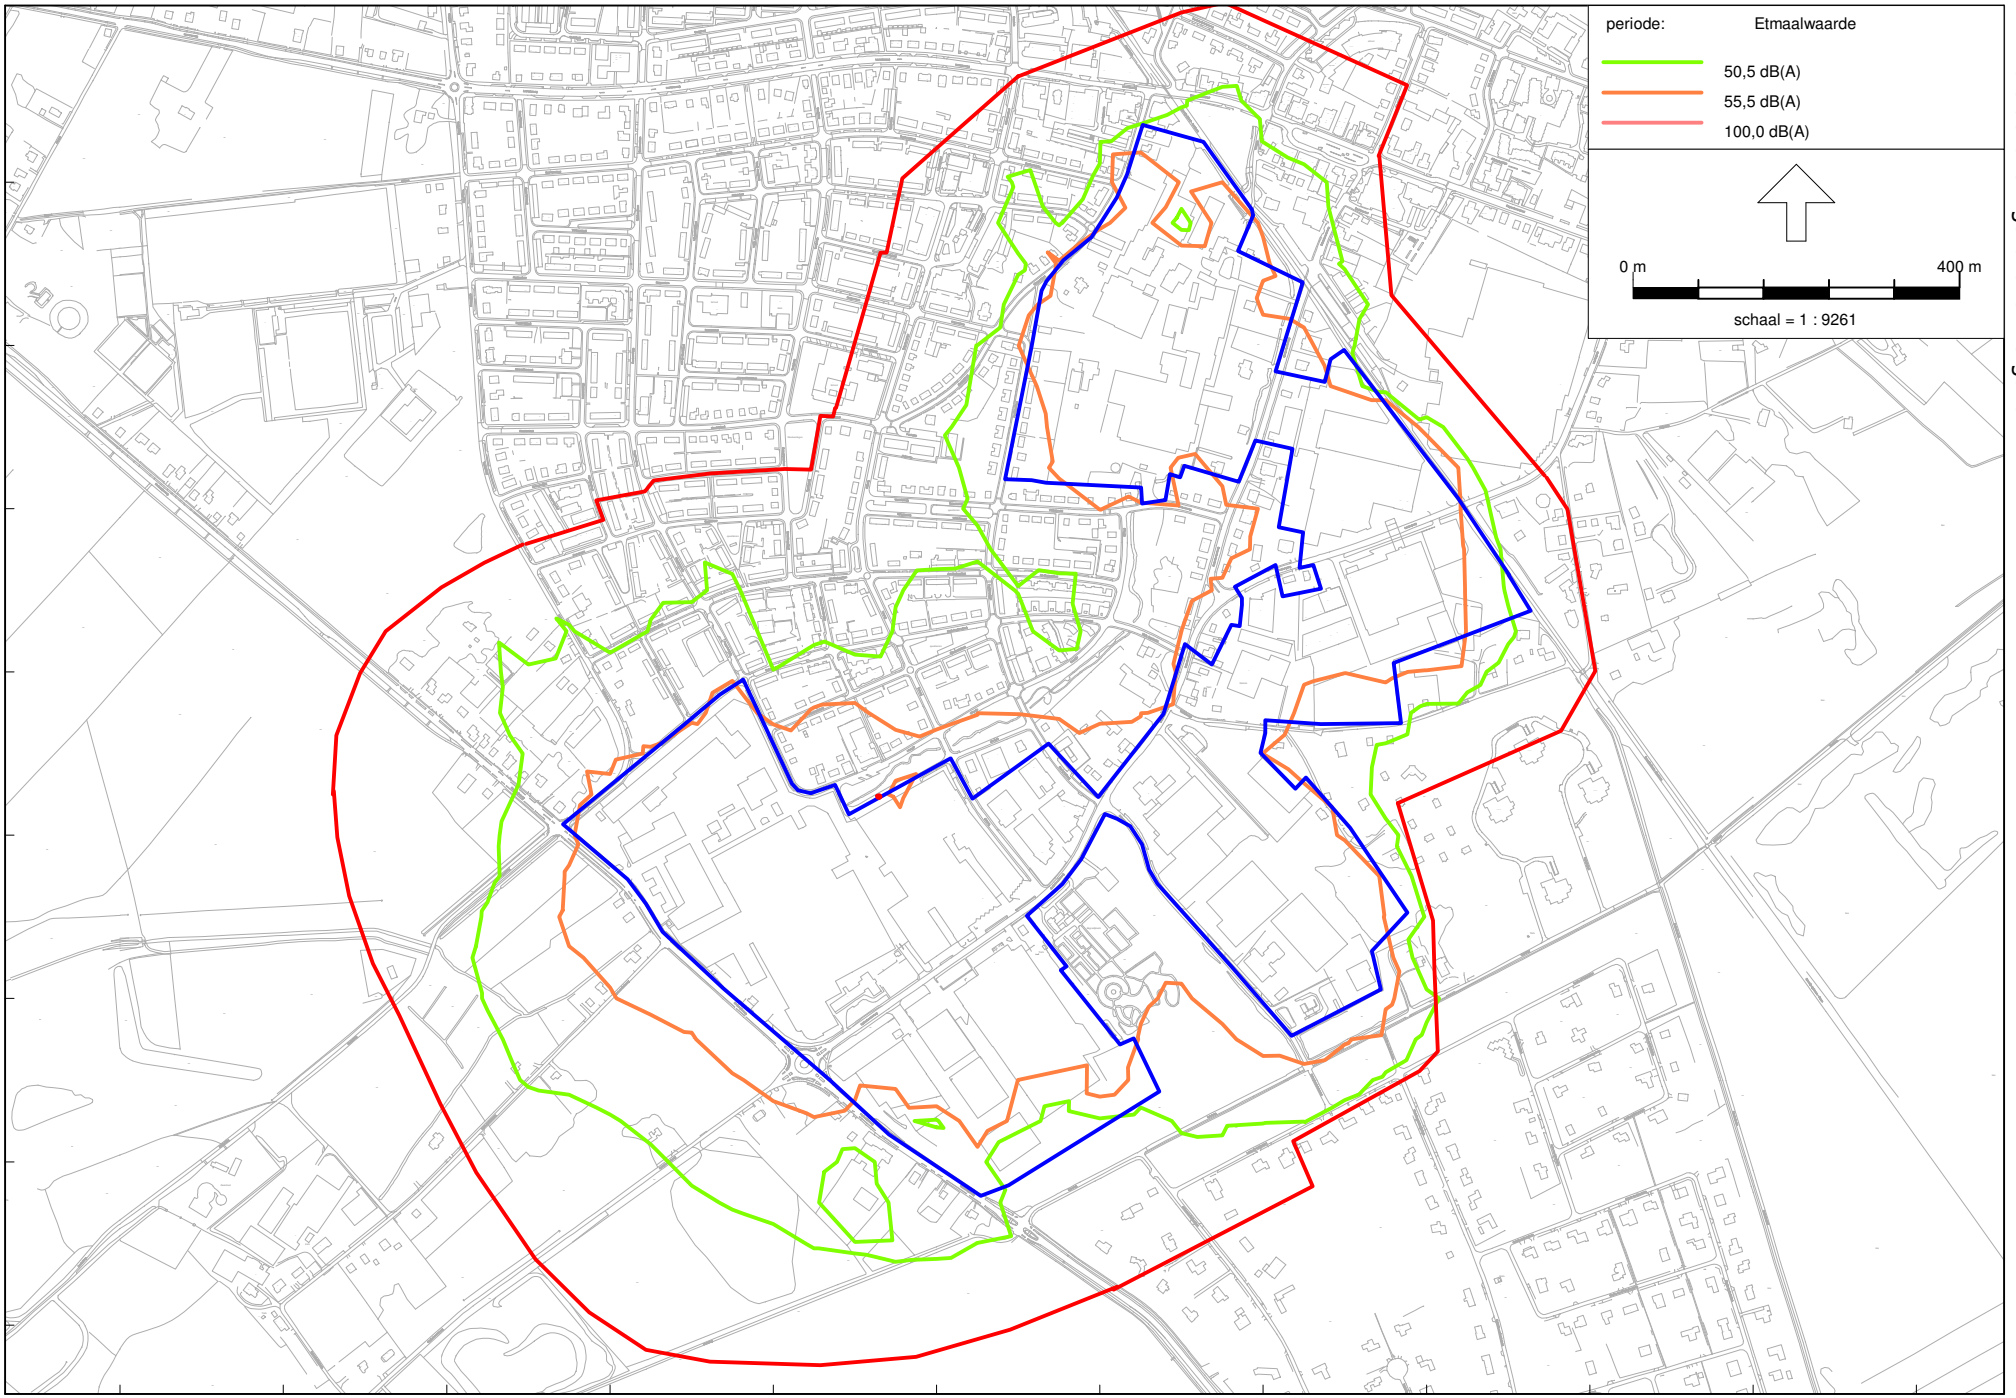 periode: Etmaalwaarde
50,5 dB(A)
55,5 dB(A)
100,0 dB(A)
0 m 400 m
schaal = 1 : 9261